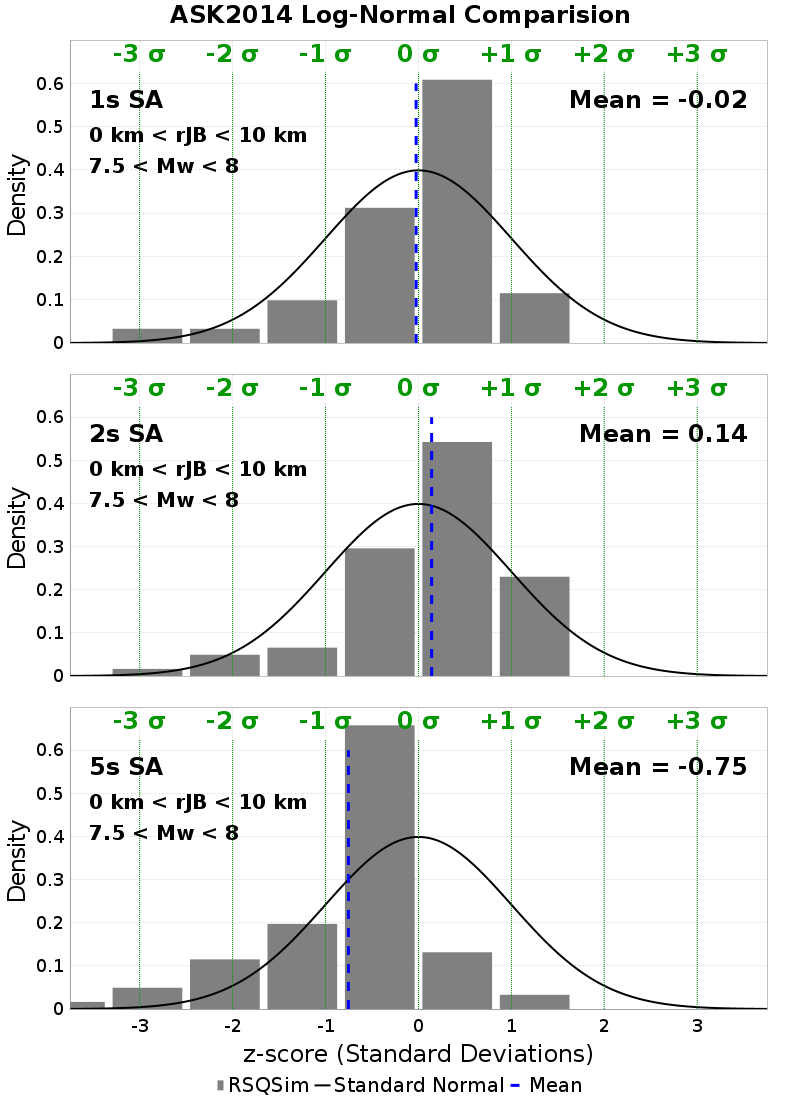 ASK2014 Log-Normal Comparision
-3 σ -2 σ -1 σ 0 σ +1 σ +2 σ +3 σ
1s SA Mean = -0.02
0 km < rJB < 10 km
7.5 < Mw < 8
Density
0.6
0.5
0.4
0.3
0.2
0.1
0
-3 σ -2 σ -1 σ 0 σ +1 σ +2 σ +3 σ
2s SA Mean = 0.14
0 km < rJB < 10 km
7.5 < Mw < 8
Density
0.6
0.5
0.4
0.3
0.2
0.1
0
-3 σ -2 σ -1 σ 0 σ +1 σ +2 σ +3 σ
5s SA Mean = -0.75
0 km < rJB < 10 km
7.5 < Mw < 8
Density
0.6
0.5
0.4
0.3
0.2
0.1
0
-3 -2 -1 0 1 2 3
z-score (Standard Deviations)
RSQSim Standard Normal Mean